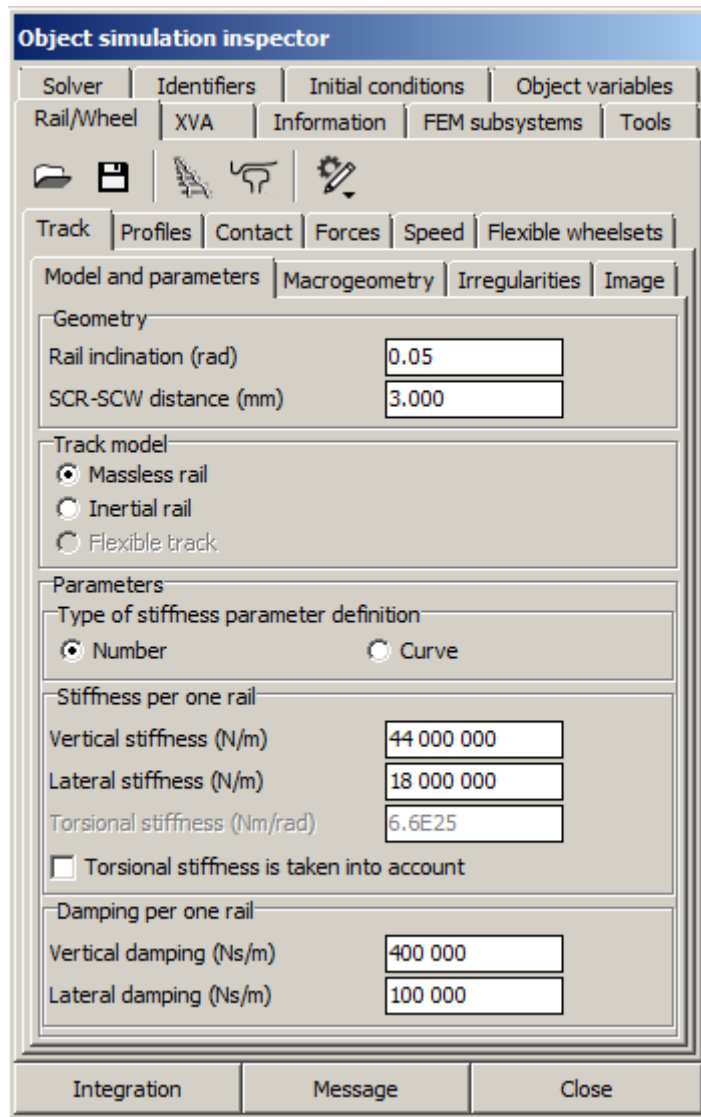 Object simulation inspector
Solver Identifiers Initial conditions Object variables
Rail/Wheel XVA Information FEM subsystems Tools
Track Profiles Contact Forces Speed Flexible wheelsets
Model and parameters Macrogeometry Irregularities Image
Geometry
Rail inclination (rad) 0.05
SCR-SCW distance (mm) 3.000
Track model
Massless rail
Inertial rail
Flexible track
Parameters
Type of stiffness parameter definition
Number Curve
Stiffness per one rail
Vertical stiffness (N/m) 44 000 000
Lateral stiffness (N/m) 18 000 000
Torsional stiffness (Nm/rad) 6.6E25
Torsional stiffness is taken into account
Damping per one rail
Vertical damping (Ns/m) 400 000
Lateral damping (Ns/m) 100 000
Integration Message Close